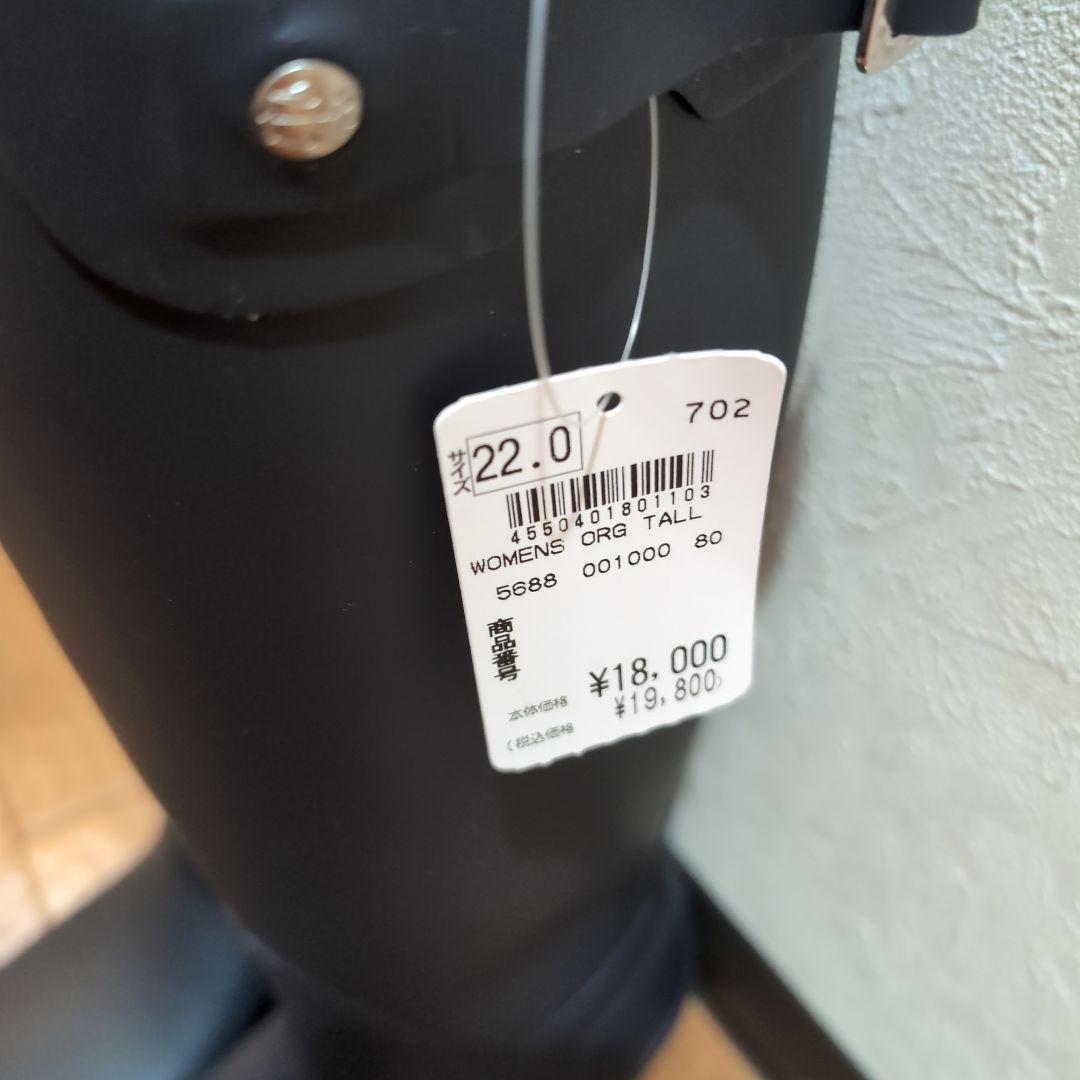 702
サイズ 22.0
4550401801103
WOMENS ORG TALL
5688 001000 80
商品番号
本体価格 ¥18,000
(税込価格 ¥19,800)